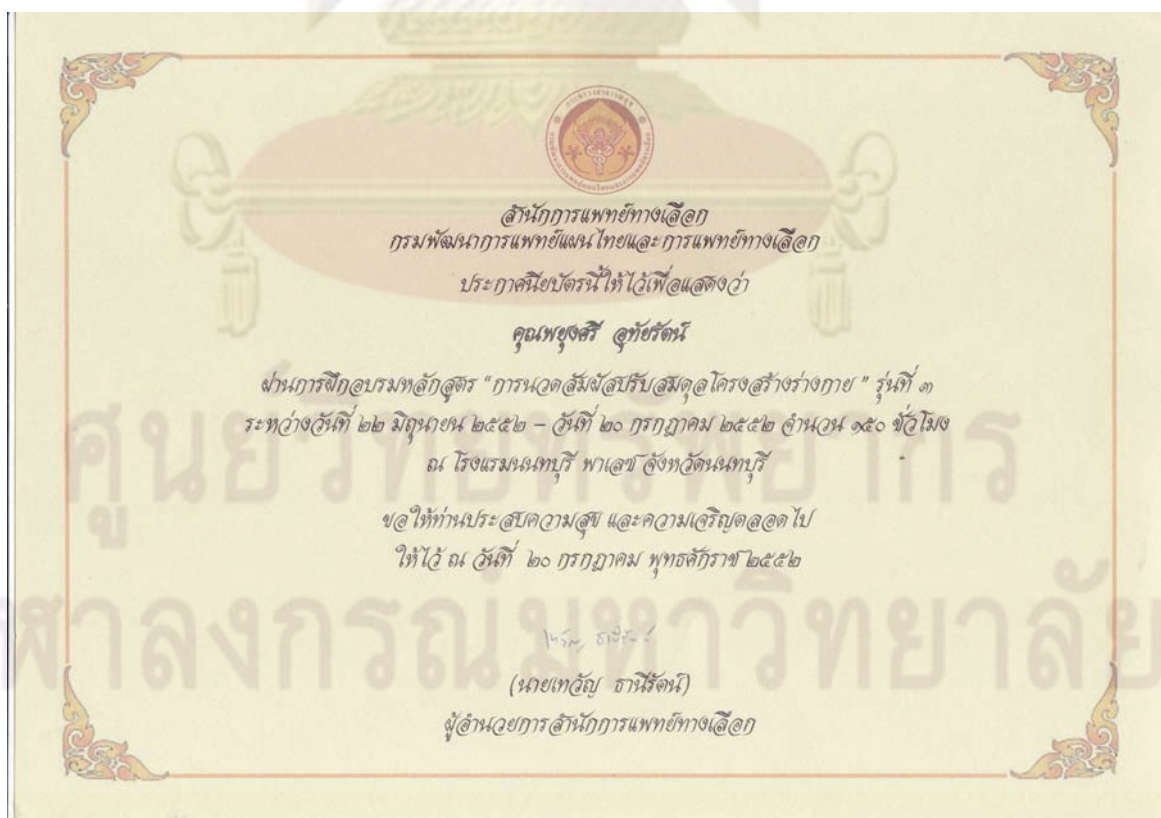 สำนักการแพทย์ทางเลือก
กรมพัฒนาการแพทย์แผนไทยและการแพทย์ทางเลือก
ประกาศนียบัตรนี้ให้ไว้เพื่อแสดงว่า
คุณพยุงศรี อุทัยรัตน์
ผ่านการฝึกอบรมหลักสูตร “การนวดสัมผัสปรับสมดุลโครงสร้างร่างกาย” รุ่นที่ ๓
ระหว่างวันที่ ๒๒ มิถุนายน ๒๕๕๒ – วันที่ ๒๐ กรกฎาคม ๒๕๕๒ จำนวน ๑๕๐ ชั่วโมง
ณ โรงแรมนนทบุรี พาเลซ จังหวัดนนทบุรี
ขอให้ท่านประสบความสุข และความเจริญตลอดไป
ให้ไว้ ณ วันที่ ๒๐ กรกฎาคม พุทธศักราช ๒๕๕๒
(นายเทวัญ ธานีรัตน์)
ผู้อำนวยการสำนักการแพทย์ทางเลือก
ศูนย์วิทยทรัพยากร
ฬาลงกรณ์มหาวิทยาลัย